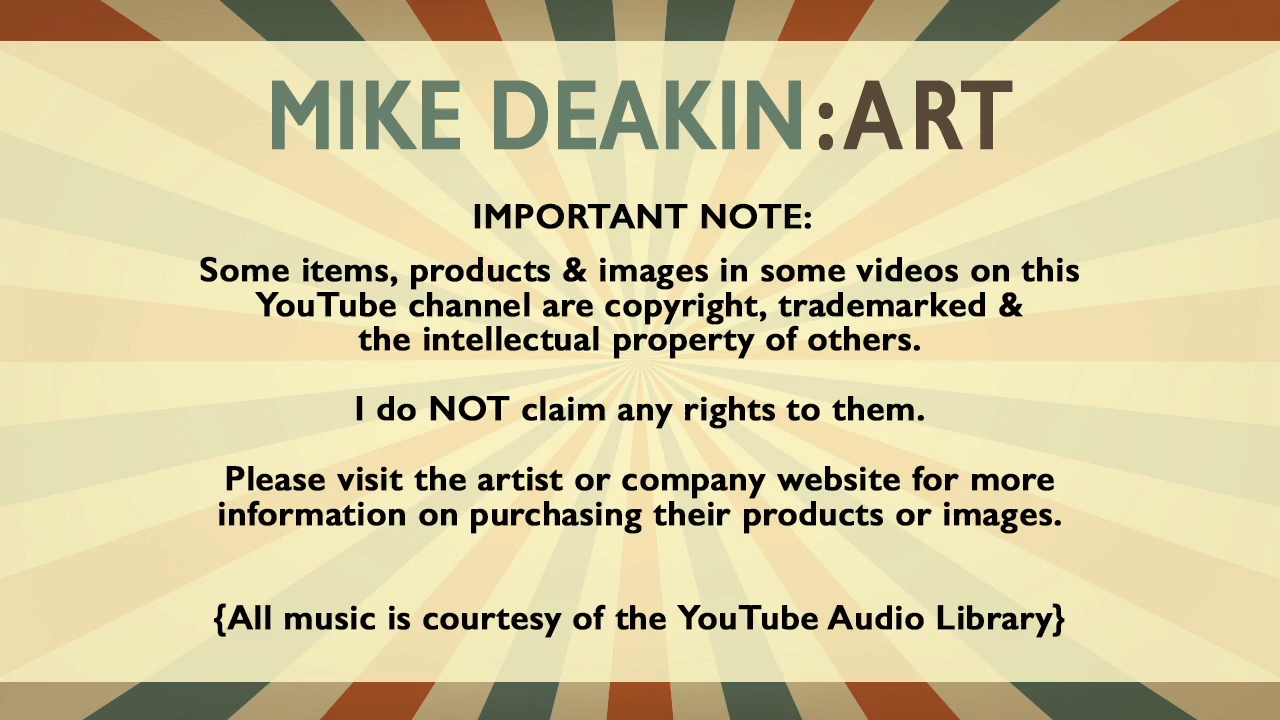 MIKE DEAKIN:ART
IMPORTANT NOTE:
Some items, products & images in some videos on this
YouTube channel are copyright, trademarked &
the intellectual property of others.
I do NOT claim any rights to them.
Please visit the artist or company website for more
information on purchasing their products or images.
{All music is courtesy of the YouTube Audio Library}